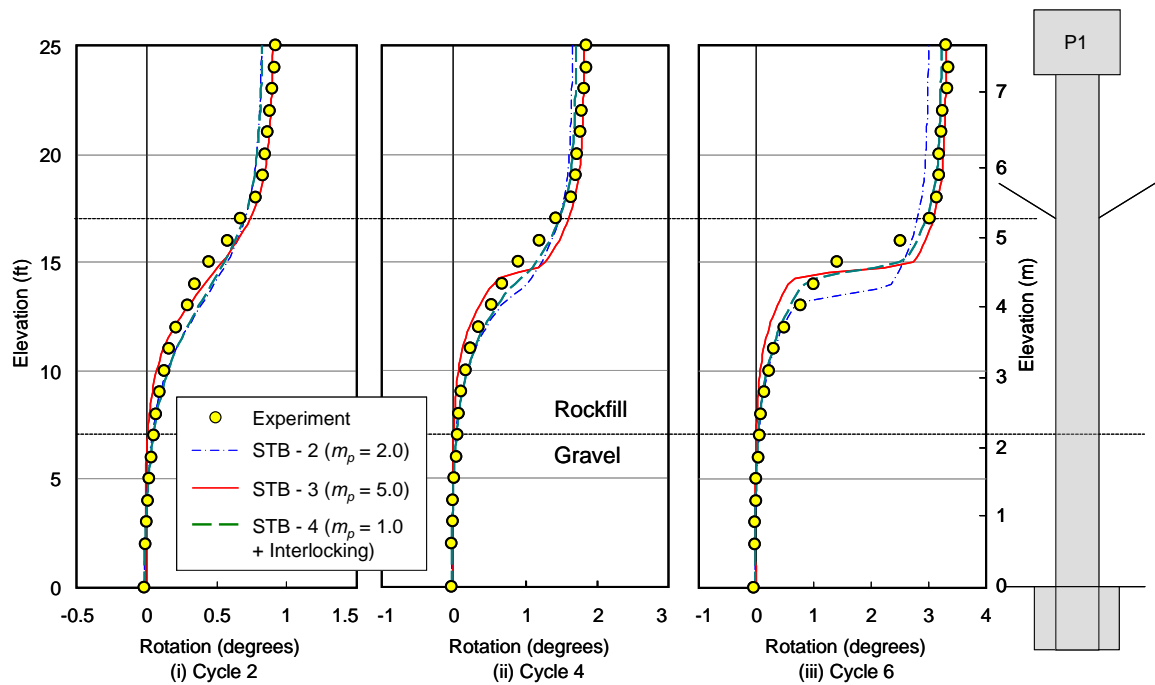 25
20
15
10
5
0
Elevation (ft)
-0.5
0
0.5
1
1.5
Rotation (degrees)
(i) Cycle 2
Experiment
STB - 2 (mp = 2.0)
STB - 3 (mp = 5.0)
STB - 4 (mp = 1.0
+ Interlocking)
-1
0
1
2
3
Rotation (degrees)
(ii) Cycle 4
Rockfill
Gravel
-1
0
1
2
3
4
Rotation (degrees)
(iii) Cycle 6
7
6
5
4
3
2
1
0
Elevation (m)
P1